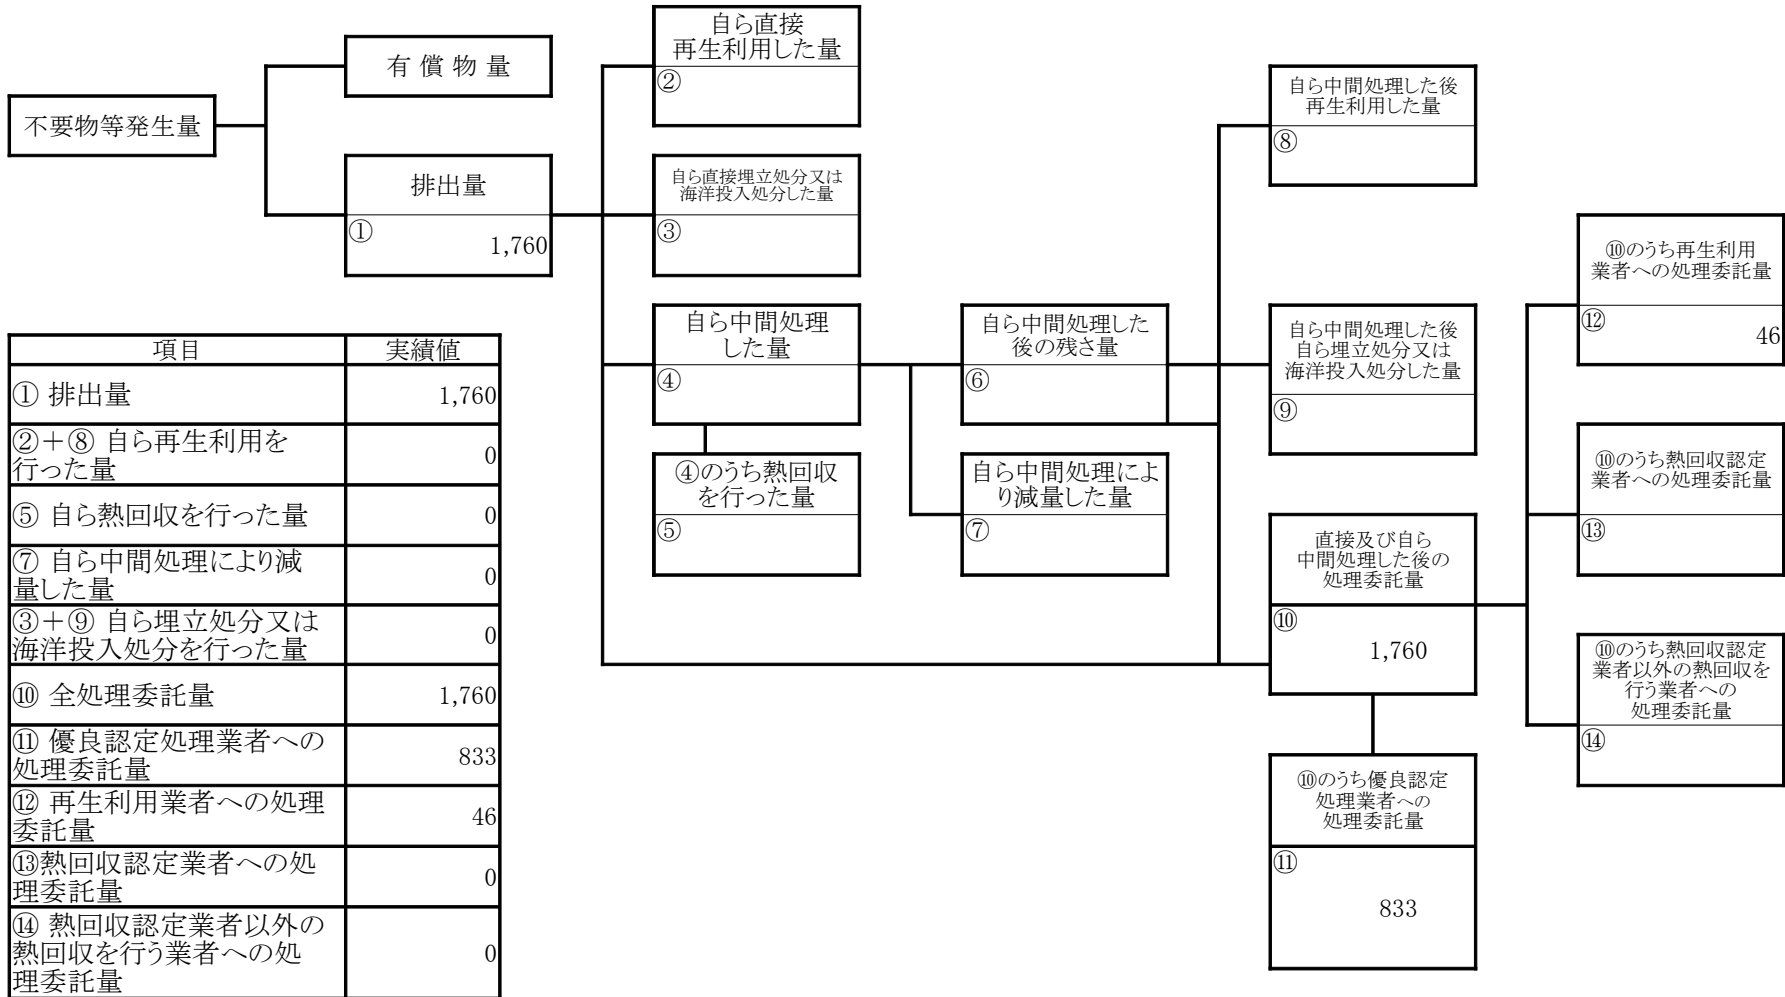 不要物等発生量
有 償 物 量
排出量
①
1,760
自ら直接
再生利用した量
②
自ら直接埋立処分又は
海洋投入処分した量
③
自ら中間処理
した量
④
④のうち熱回収
を行った量
⑤
自ら中間処理した
後の残さ量
⑥
自ら中間処理によ
り減量した量
⑦
自ら中間処理した後
再生利用した量
⑧
自ら中間処理した後
自ら埋立処分又は
海洋投入処分した量
⑨
直接及び自ら
中間処理した後の
処理委託量
⑩
1,760
⑩のうち優良認定
処理業者への
処理委託量
⑪
833
⑩のうち再生利用
業者への処理委託量
⑫
46
⑩のうち熱回収認定
業者への処理委託量
⑬
⑩のうち熱回収認定
業者以外の熱回収を
行う業者への
処理委託量
⑭
項目 実績値
① 排出量 1,760
②＋⑧ 自ら再生利用を
行った量 0
⑤ 自ら熱回収を行った量 0
⑦ 自ら中間処理により減
量した量 0
③＋⑨ 自ら埋立処分又は
海洋投入処分を行った量 0
⑩ 全処理委託量 1,760
⑪ 優良認定処理業者への
処理委託量 833
⑫ 再生利用業者への処理
委託量 46
⑬熱回収認定業者への処
理委託量 0
⑭ 熱回収認定業者以外の
熱回収を行う業者への処
理委託量 0